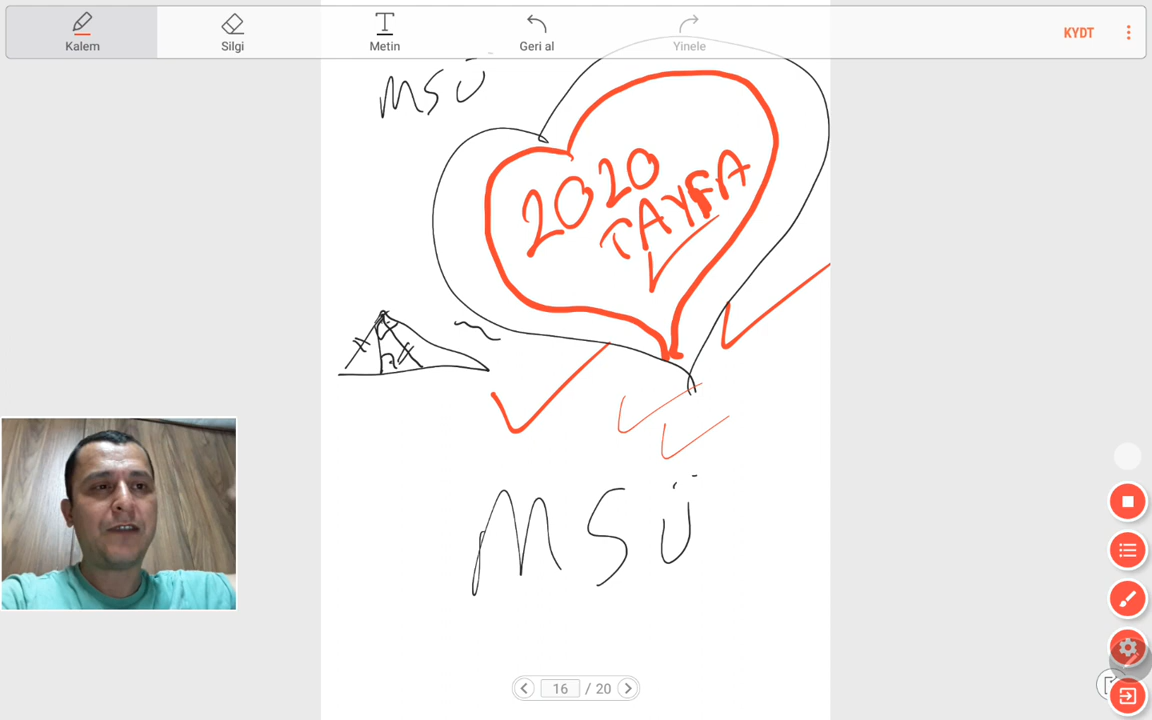 Kalem
Silgi
T
Metin
Geri al
Yinele
KYDT
MSÜ
2020
TAYFA
MSÜ
16 / 20